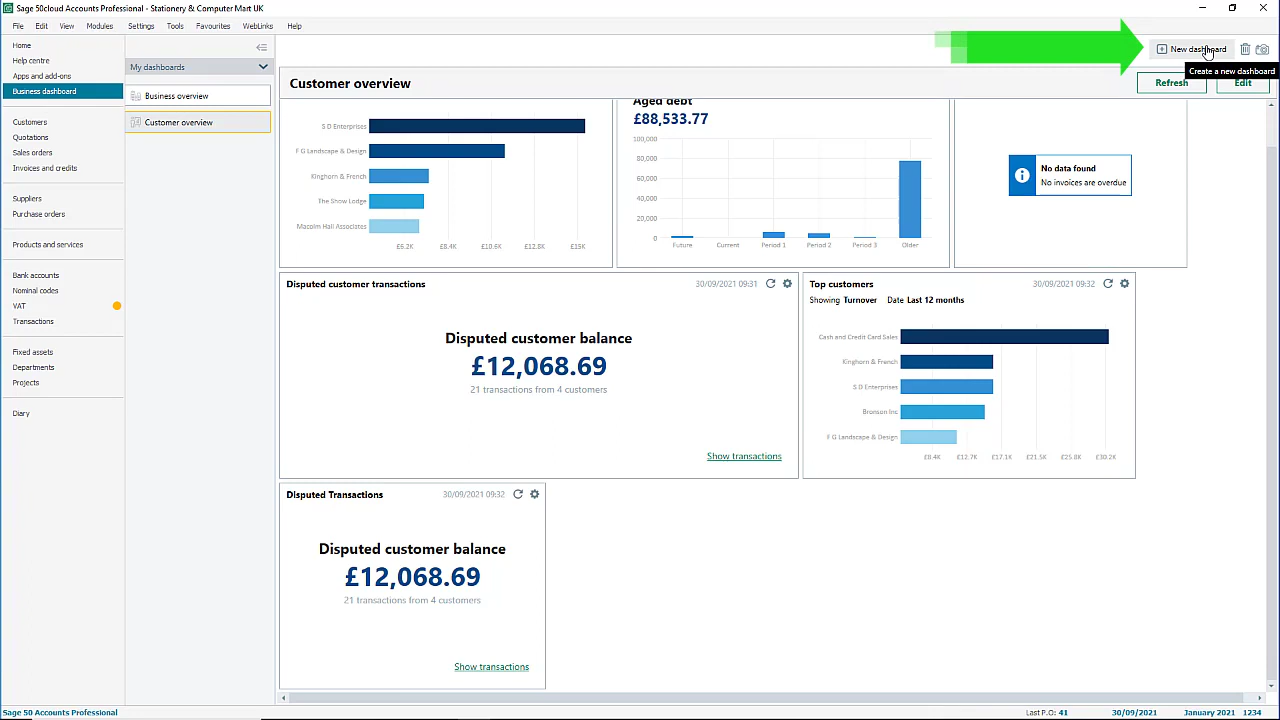 Sage 50cloud Accounts Professional - Stationery & Computer Mart UK
File Edit View Modules Settings Tools Favourites WebLinks Help
New dashboard
Create a new dashboard
Home
Help centre
Apps and add-ons
Business dashboard
Customers
Quotations
Sales orders
Invoices and credits
Suppliers
Purchase orders
Products and services
Bank accounts
Nominal codes
VAT
Transactions
Fixed assets
Departments
Projects
Diary
My dashboards
Business overview
Customer overview
Customer overview
Refresh
Edit
S D Enterprises
F G Landscape & Design
Kinghorn & French
The Show Lodge
Malcolm Hall Associates
£6.2K £8.4K £10.6K £12.8K £15K
Aged debt
£88,533.77
100,000
80,000
60,000
40,000
20,000
0
Future Current Period 1 Period 2 Period 3 Older
No data found
No invoices are overdue
Disputed customer transactions 30/09/2021 09:31
Disputed customer balance
£12,068.69
21 transactions from 4 customers
Show transactions
Top customers 30/09/2021 09:32
Showing Turnover Date Last 12 months
Cash and Credit Card Sales
Kinghorn & French
S D Enterprises
Bronson Inc
F G Landscape & Design
£8.4K £12.7K £17.1K £21.5K £25.8K £30.2K
Disputed Transactions 30/09/2021 09:32
Disputed customer balance
£12,068.69
21 transactions from 4 customers
Show transactions
Sage 50 Accounts Professional
Last P.O: 41 30/09/2021 January 2021 1234